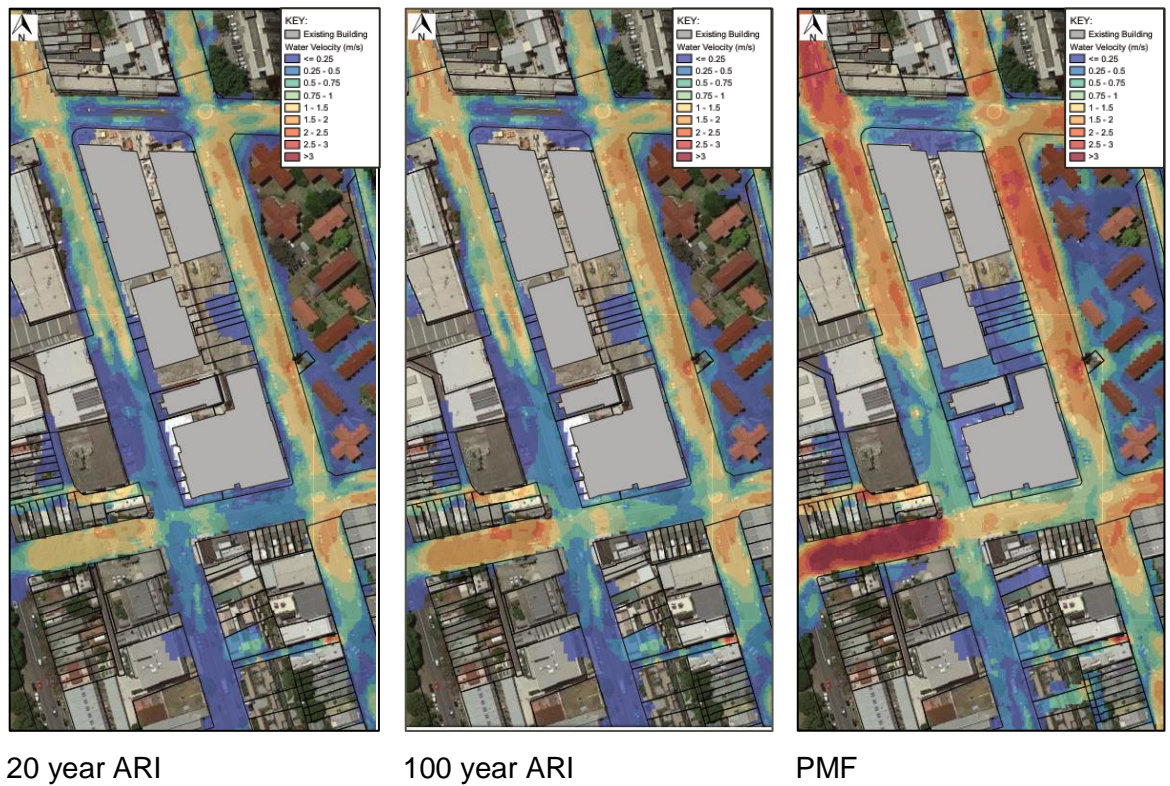 N
KEY:
Existing Building
Water Velocity (m/s)
<= 0.25
0.25 - 0.5
0.5 - 0.75
0.75 - 1
1 - 1.5
1.5 - 2
2 - 2.5
2.5 - 3
>3
N
KEY:
Existing Building
Water Velocity (m/s)
<= 0.25
0.25 - 0.5
0.5 - 0.75
0.75 - 1
1 - 1.5
1.5 - 2
2 - 2.5
2.5 - 3
>3
N
KEY:
Existing Building
Water Velocity (m/s)
<= 0.25
0.25 - 0.5
0.5 - 0.75
0.75 - 1
1 - 1.5
1.5 - 2
2 - 2.5
2.5 - 3
>3
20 year ARI
100 year ARI
PMF